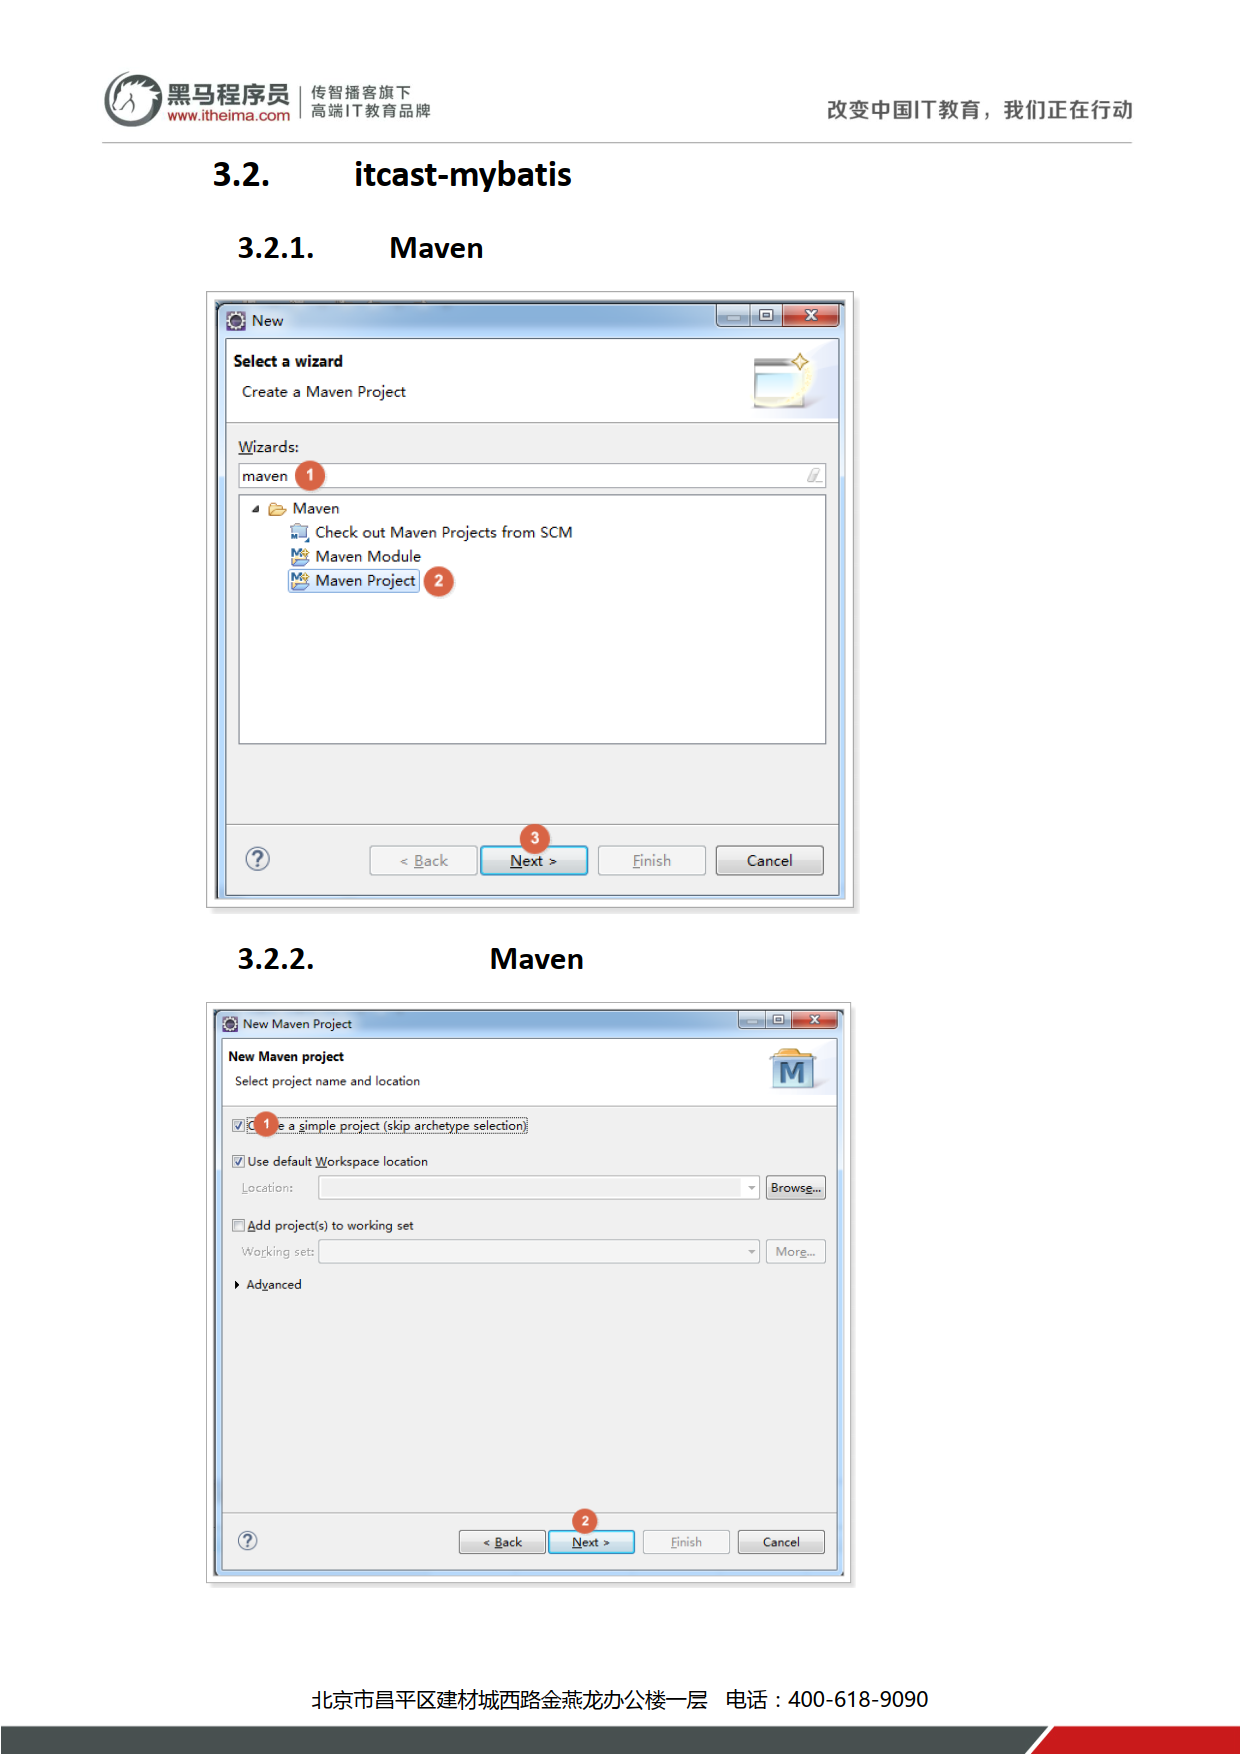 黑马程序员 传智播客旗下
www.itheima.com 高端IT教育品牌
改变中国IT教育，我们正在行动
3.2. itcast-mybatis
3.2.1. Maven
New
Select a wizard
Create a Maven Project
Wizards:
maven 1
Maven
Check out Maven Projects from SCM
Maven Module
Maven Project 2
3
< Back Next > Finish Cancel
3.2.2. Maven
New Maven Project
New Maven project
Select project name and location
M
1 a simple project (skip archetype selection)
Use default Workspace location
Location: Browse...
Add project(s) to working set
Working set: More...
Advanced
2
< Back Next > Finish Cancel
北京市昌平区建材城西路金燕龙办公楼一层 电话：400-618-9090